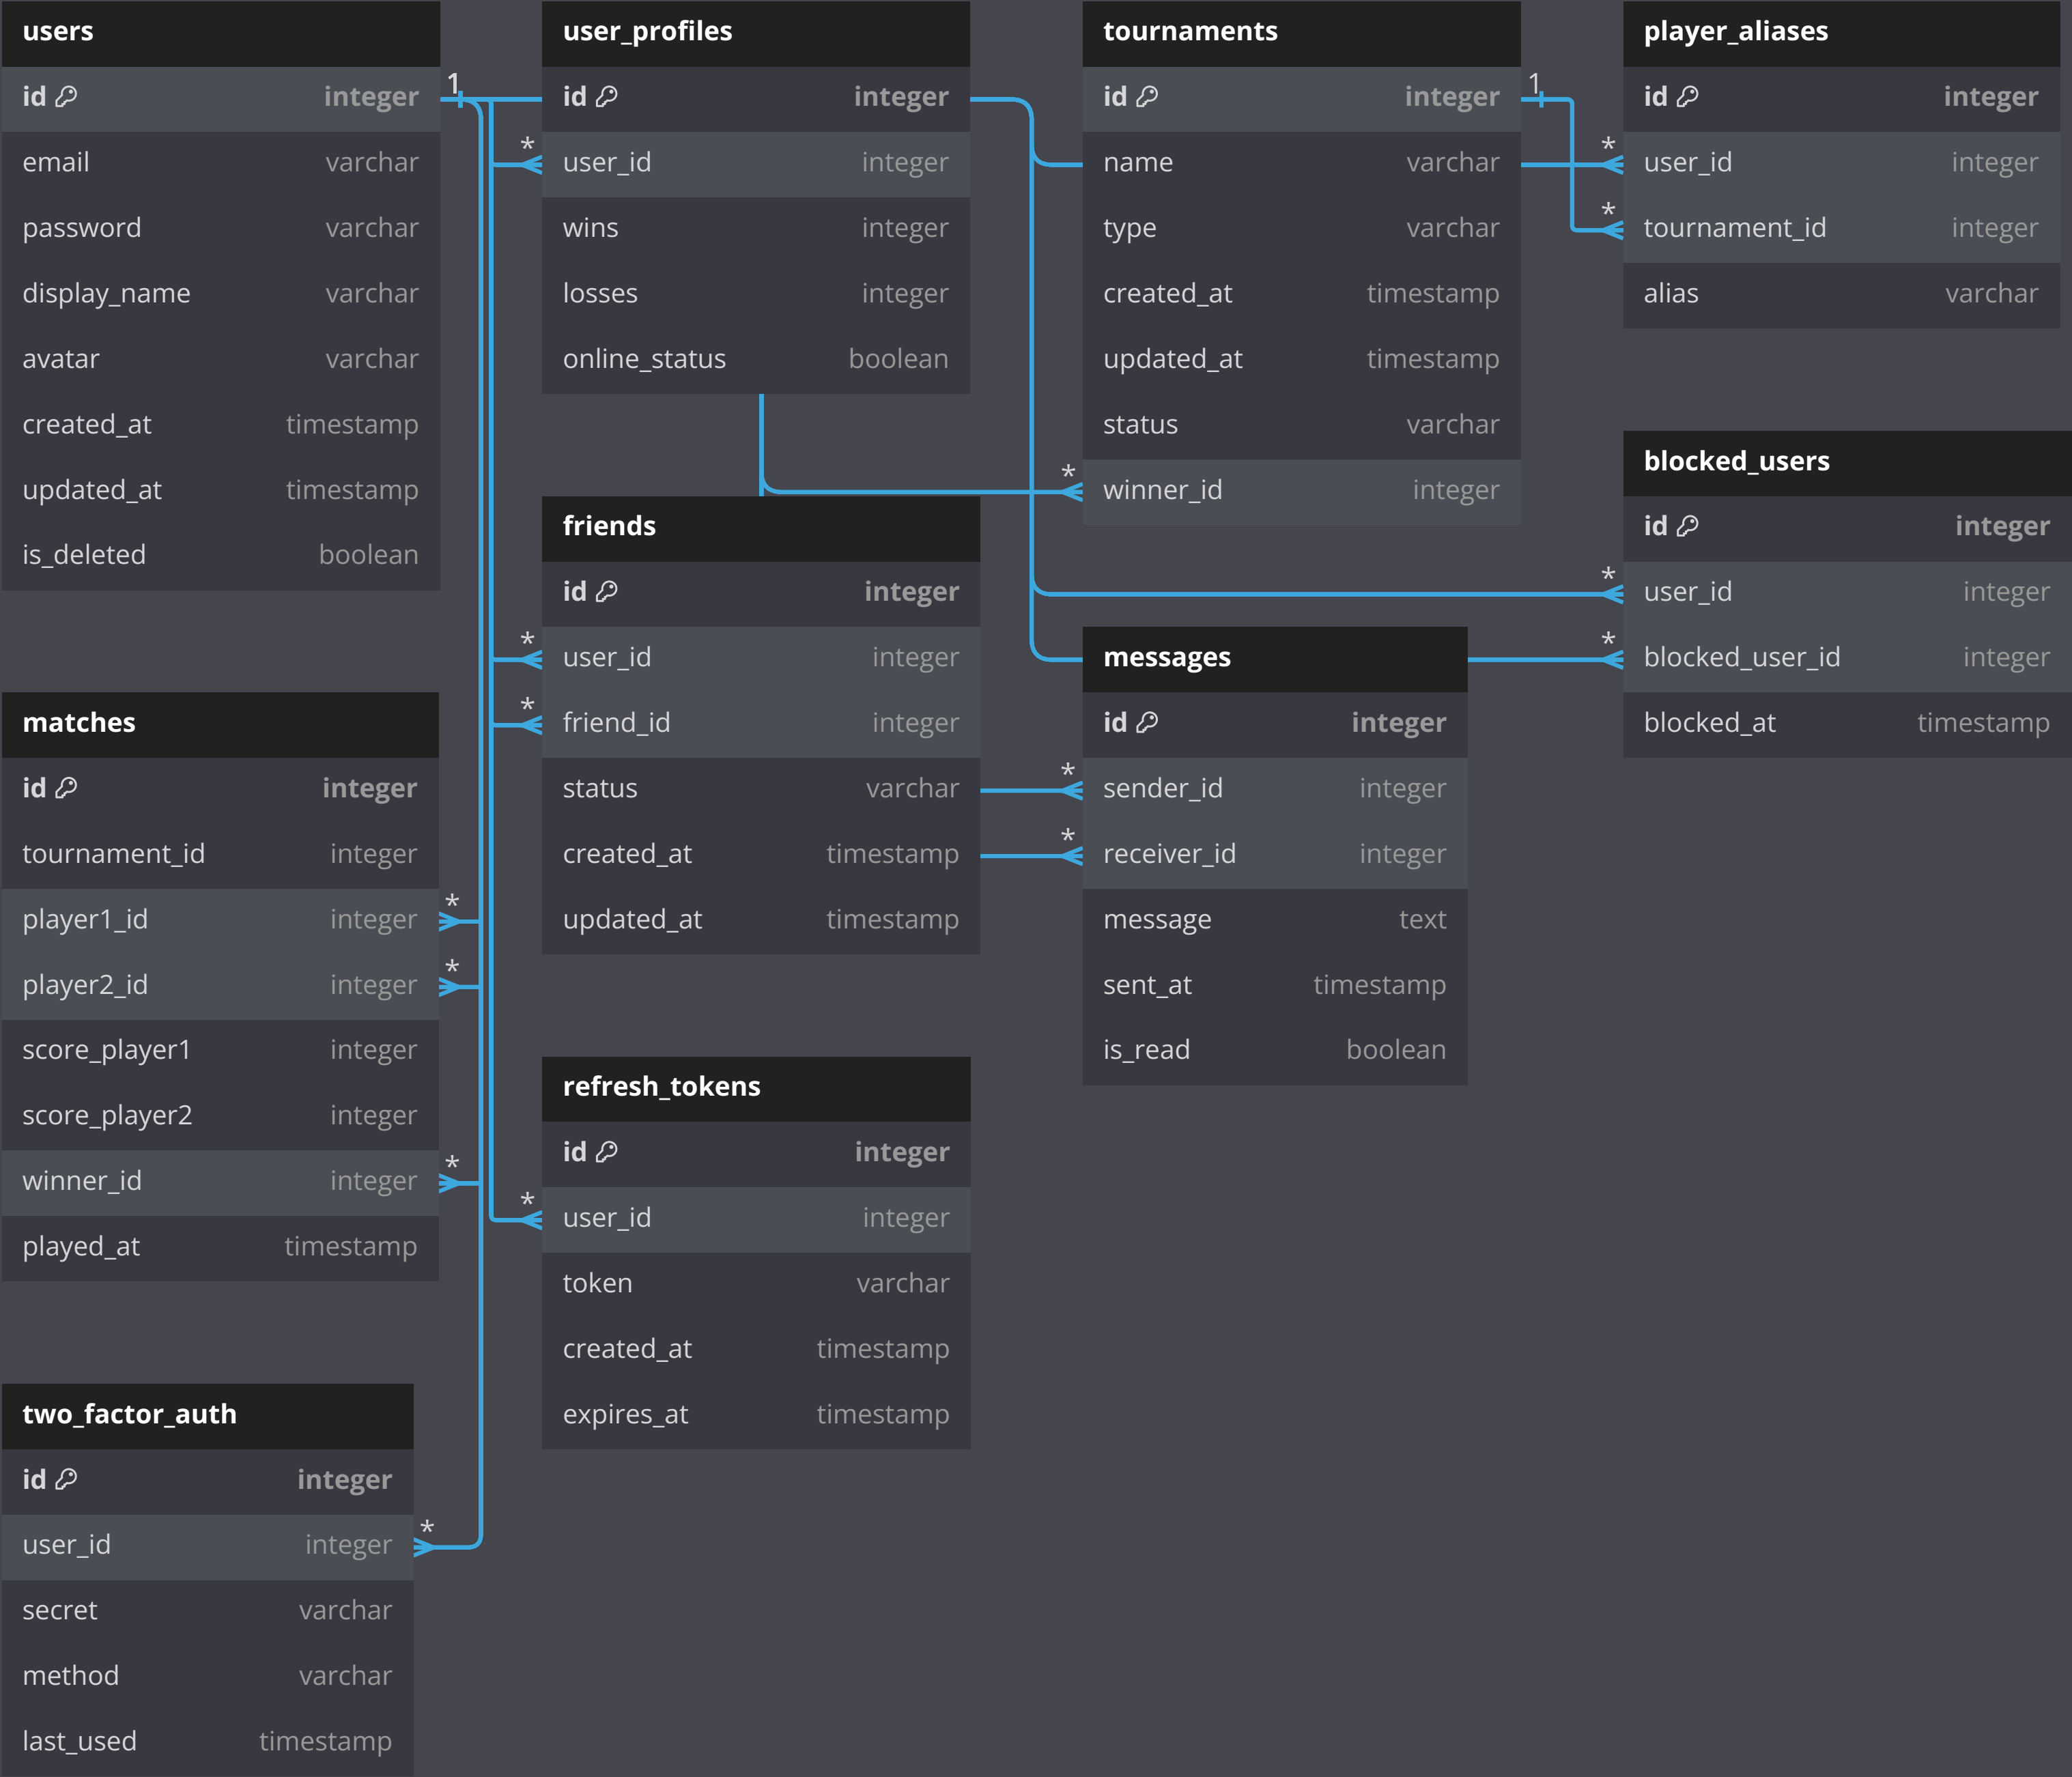 users
id integer
email varchar
password varchar
display_name varchar
avatar varchar
created_at timestamp
updated_at timestamp
is_deleted boolean
1
user_profiles
id integer
* user_id integer
wins integer
losses integer
online_status boolean
tournaments
id integer
name varchar
type varchar
created_at timestamp
updated_at timestamp
status varchar
* winner_id integer
1
player_aliases
id integer
* user_id integer
* tournament_id integer
alias varchar
blocked_users
id integer
* user_id integer
* blocked_user_id integer
blocked_at timestamp
friends
id integer
* user_id integer
* friend_id integer
status varchar
created_at timestamp
updated_at timestamp
messages
id integer
* sender_id integer
* receiver_id integer
message text
sent_at timestamp
is_read boolean
matches
id integer
tournament_id integer
player1_id integer *
player2_id integer *
score_player1 integer
score_player2 integer
winner_id integer *
played_at timestamp
refresh_tokens
id integer
* user_id integer
token varchar
created_at timestamp
expires_at timestamp
two_factor_auth
id integer
user_id integer *
secret varchar
method varchar
last_used timestamp